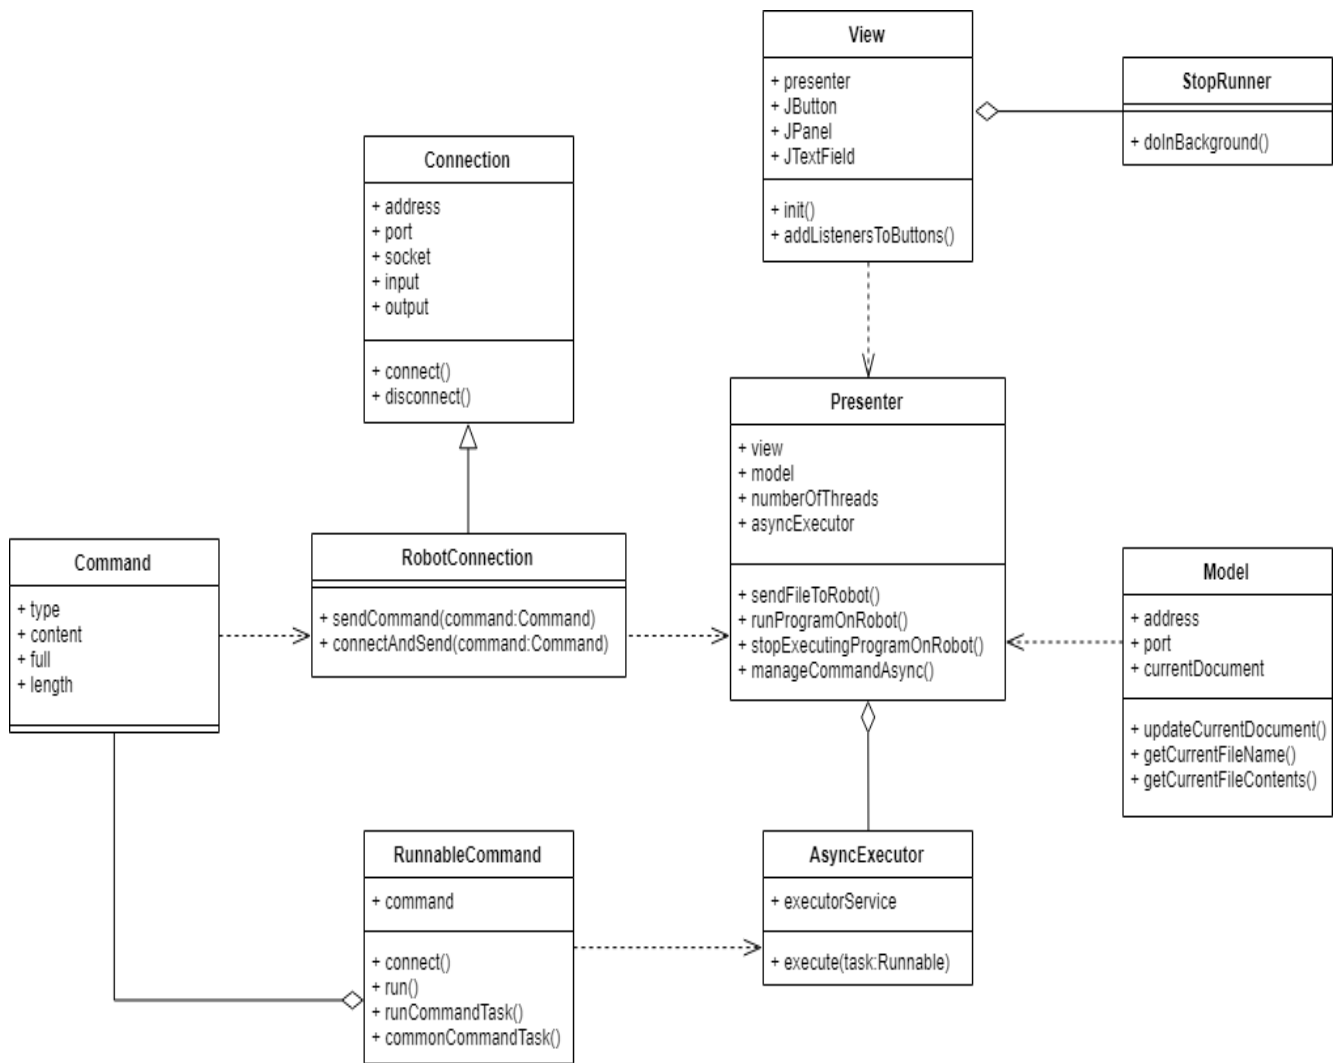 View
+ presenter
+ JButton
+ JPanel
+ JTextField
+ init()
+ addListenersToButtons()
StopRunner
+ doInBackground()
Connection
+ address
+ port
+ socket
+ input
+ output
+ connect()
+ disconnect()
Presenter
+ view
+ model
+ numberOfThreads
+ asyncExecutor
+ sendFileToRobot()
+ runProgramOnRobot()
+ stopExecutingProgramOnRobot()
+ manageCommandAsync()
Command
+ type
+ content
+ full
+ length
RobotConnection
+ sendCommand(command:Command)
+ connectAndSend(command:Command)
Model
+ address
+ port
+ currentDocument
+ updateCurrentDocument()
+ getCurrentFileName()
+ getCurrentFileContents()
RunnableCommand
+ command
+ connect()
+ run()
+ runCommandTask()
+ commonCommandTask()
AsyncExecutor
+ executorService
+ execute(task:Runnable)